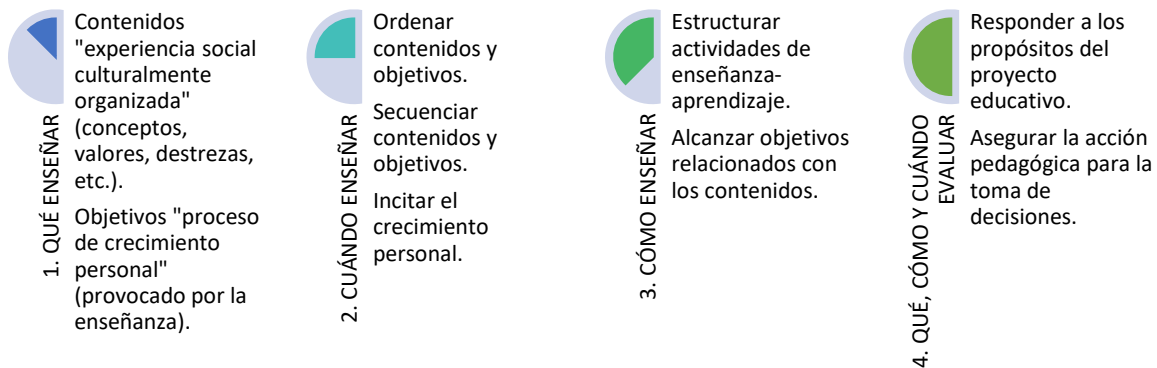 1. QUÉ ENSEÑAR
Contenidos
"experiencia social
culturalmente
organizada"
(conceptos,
valores, destrezas,
etc.).
Objetivos "proceso
de crecimiento
personal"
(provocado por la
enseñanza).
2. CUÁNDO ENSEÑAR
Ordenar
contenidos y
objetivos.
Secuenciar
contenidos y
objetivos.
Incitar el
crecimiento
personal.
3. CÓMO ENSEÑAR
Estructurar
actividades de
enseñanza-
aprendizaje.
Alcanzar objetivos
relacionados con
los contenidos.
4. QUÉ, CÓMO Y CUÁNDO
EVALUAR
Responder a los
propósitos del
proyecto
educativo.
Asegurar la acción
pedagógica para la
toma de
decisiones.